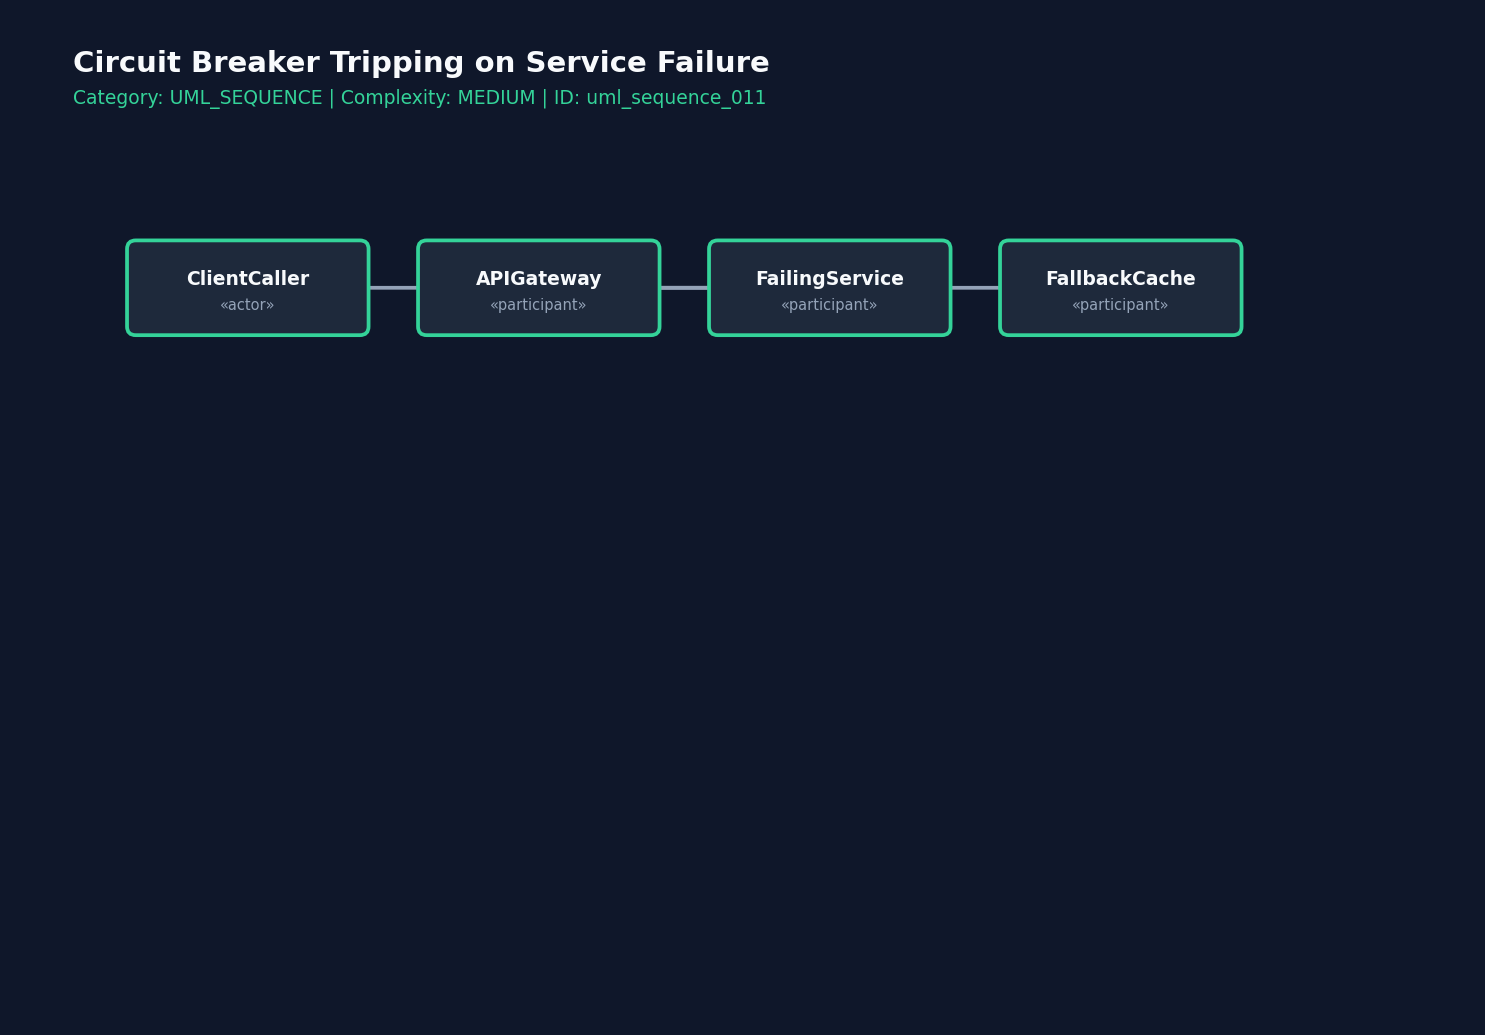 Circuit Breaker Tripping on Service Failure
Category: UML_SEQUENCE | Complexity: MEDIUM | ID: uml_sequence_011
ClientCaller
«actor»
APIGateway
«participant»
FailingService
«participant»
FallbackCache
«participant»